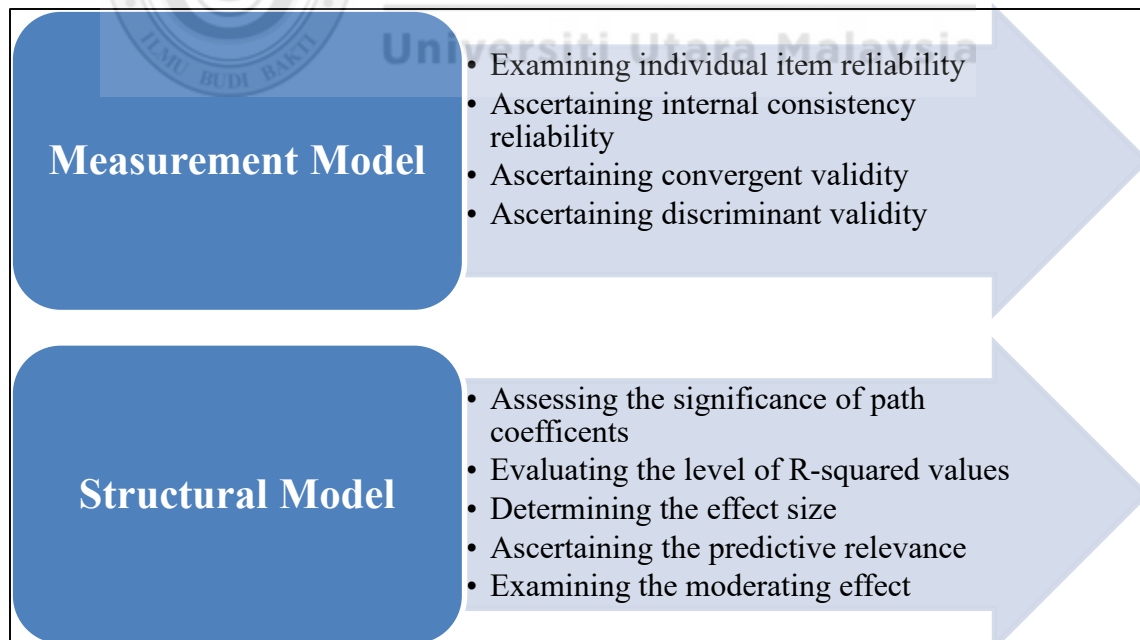 ILMU BUDI BAKTI
Universiti Utara Malaysia
Measurement Model
• Examining individual item reliability
• Ascertaining internal consistency
reliability
• Ascertaining convergent validity
• Ascertaining discriminant validity
Structural Model
• Assessing the significance of path
coefficents
• Evaluating the level of R-squared values
• Determining the effect size
• Ascertaining the predictive relevance
• Examining the moderating effect